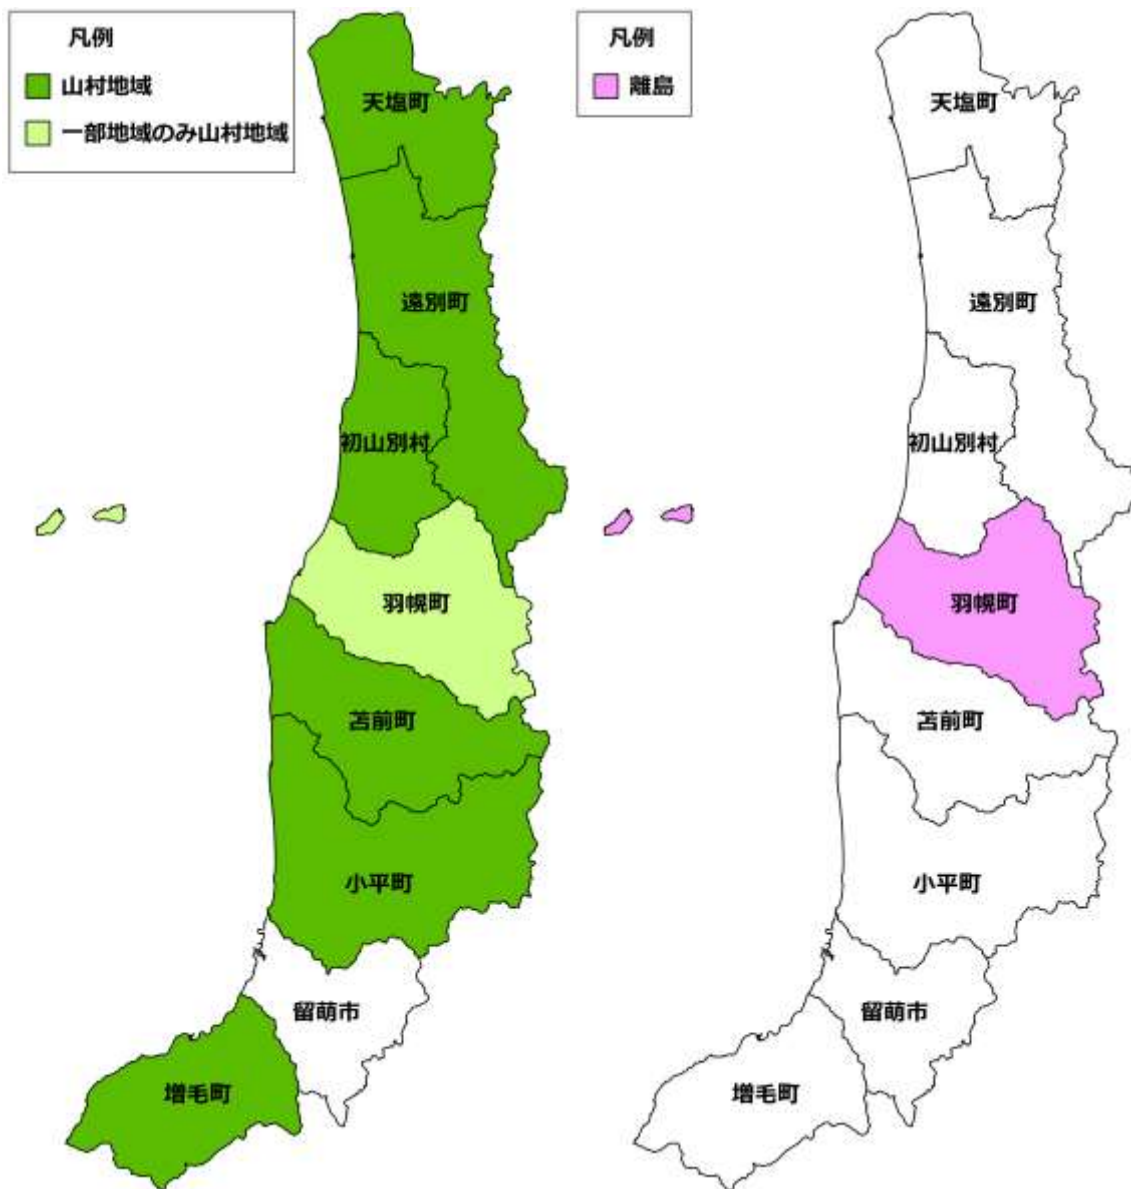 凡例
山村地域
一部地域のみ山村地域
天塩町
遠別町
初山別村
羽幌町
苫前町
小平町
留萌市
増毛町
凡例
離島
天塩町
遠別町
初山別村
羽幌町
苫前町
小平町
留萌市
増毛町